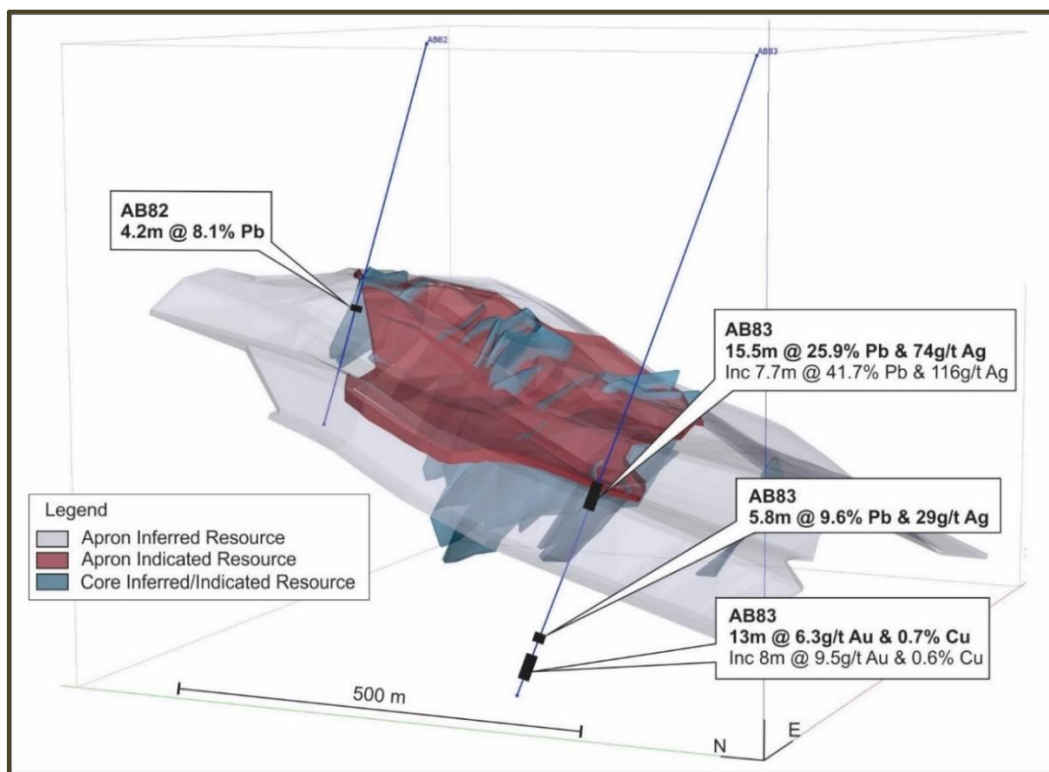 AB82
AB83
AB82
4.2m @ 8.1% Pb
AB83
15.5m @ 25.9% Pb & 74g/t Ag
Inc 7.7m @ 41.7% Pb & 116g/t Ag
AB83
5.8m @ 9.6% Pb & 29g/t Ag
Legend
Apron Inferred Resource
Apron Indicated Resource
Core Inferred/Indicated Resource
AB83
13m @ 6.3g/t Au & 0.7% Cu
Inc 8m @ 9.5g/t Au & 0.6% Cu
500 m
N
E